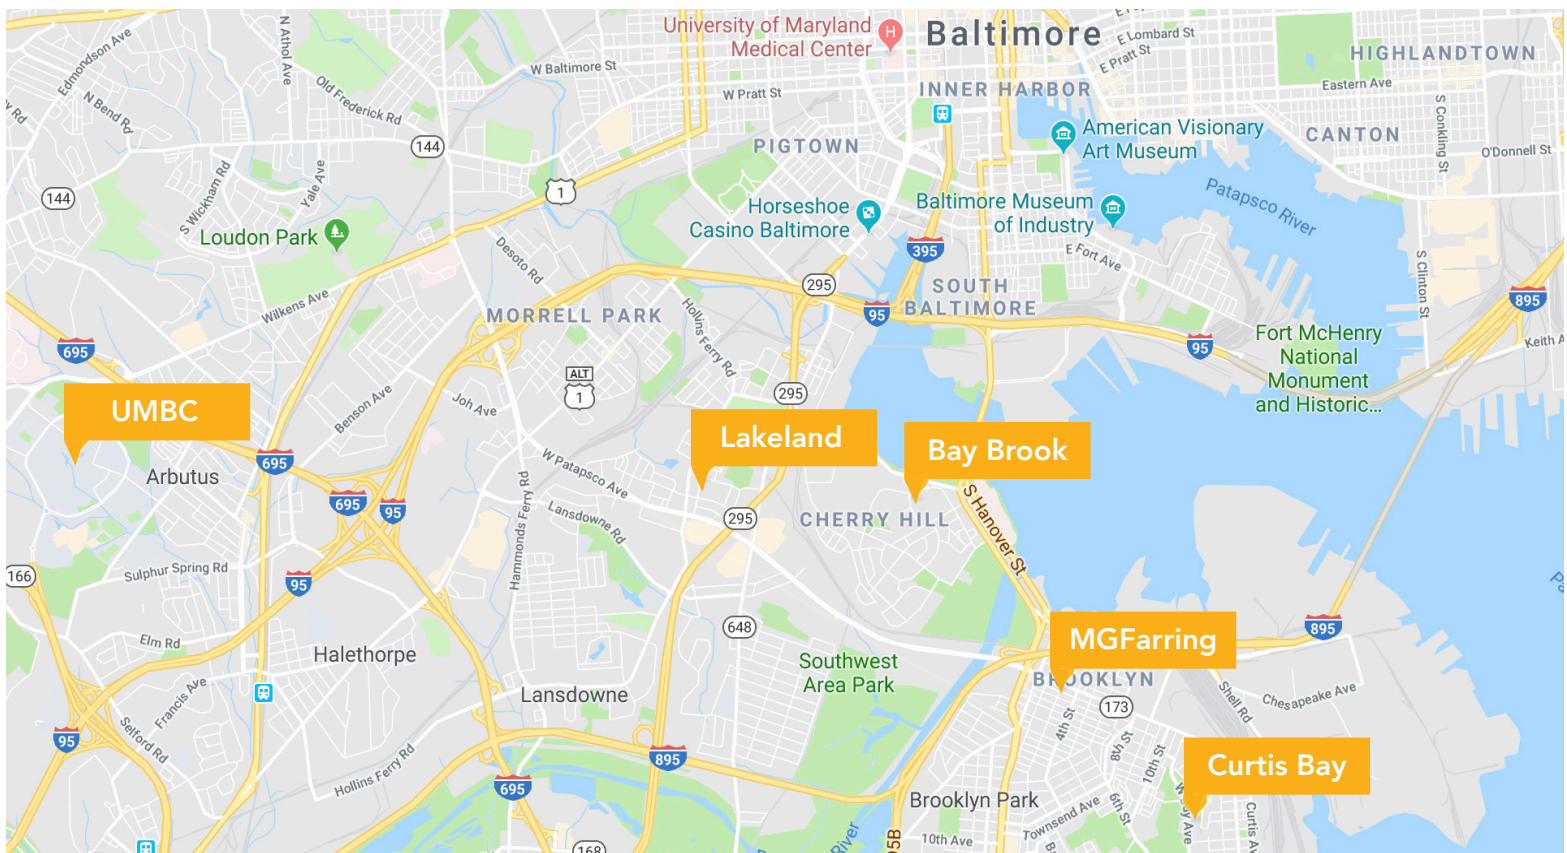 University of Maryland
Medical Center
H
Baltimore
E Lombard St
E Pratt St
HIGHLANDTOWN
Edmondson Ave
N Athol Ave
W Baltimore St
Old Frederick Rd
N Bend Rd
W Pratt St
INNER HARBOR
Eastern Ave
S Conkling St
144
PIGTOWN
American Visionary
Art Museum
CANTON
O'Donnell St
144
S Wickham Rd
Yale Ave
1
Patapsco River
Loudon Park
Horseshoe
Casino Baltimore
Baltimore Museum
of Industry
Desoto Rd
395
E Fort Ave
S Clinton St
Wilkens Ave
295
SOUTH
BALTIMORE
895
MORRELL PARK
Hollins Ferry Rd
95
95
Fort McHenry
National
Monument
and Historic...
Keith A
695
ALT
1
295
Joh Ave
Benson Ave
UMBC
Lakeland
Bay Brook
695
Arbutus
W Patapsco Ave
695
95
Hammonds Ferry Rd
Lansdowne Rd
295
CHERRY HILL
S Hanover St
166
Sulphur Spring Rd
95
648
895
Elm Rd
Halethorpe
MGFarring
Southwest
Area Park
BROOKLYN
Lansdowne
Francis Ave
Selford Rd
95
173
4th St
Shell Rd
Chesapeake Ave
8th St
10th St
Hollins Ferry Rd
895
695
Curtis Bay
Brooklyn Park
Townsend Ave
6th St
Curtis Av
10th Ave
River
95B
168